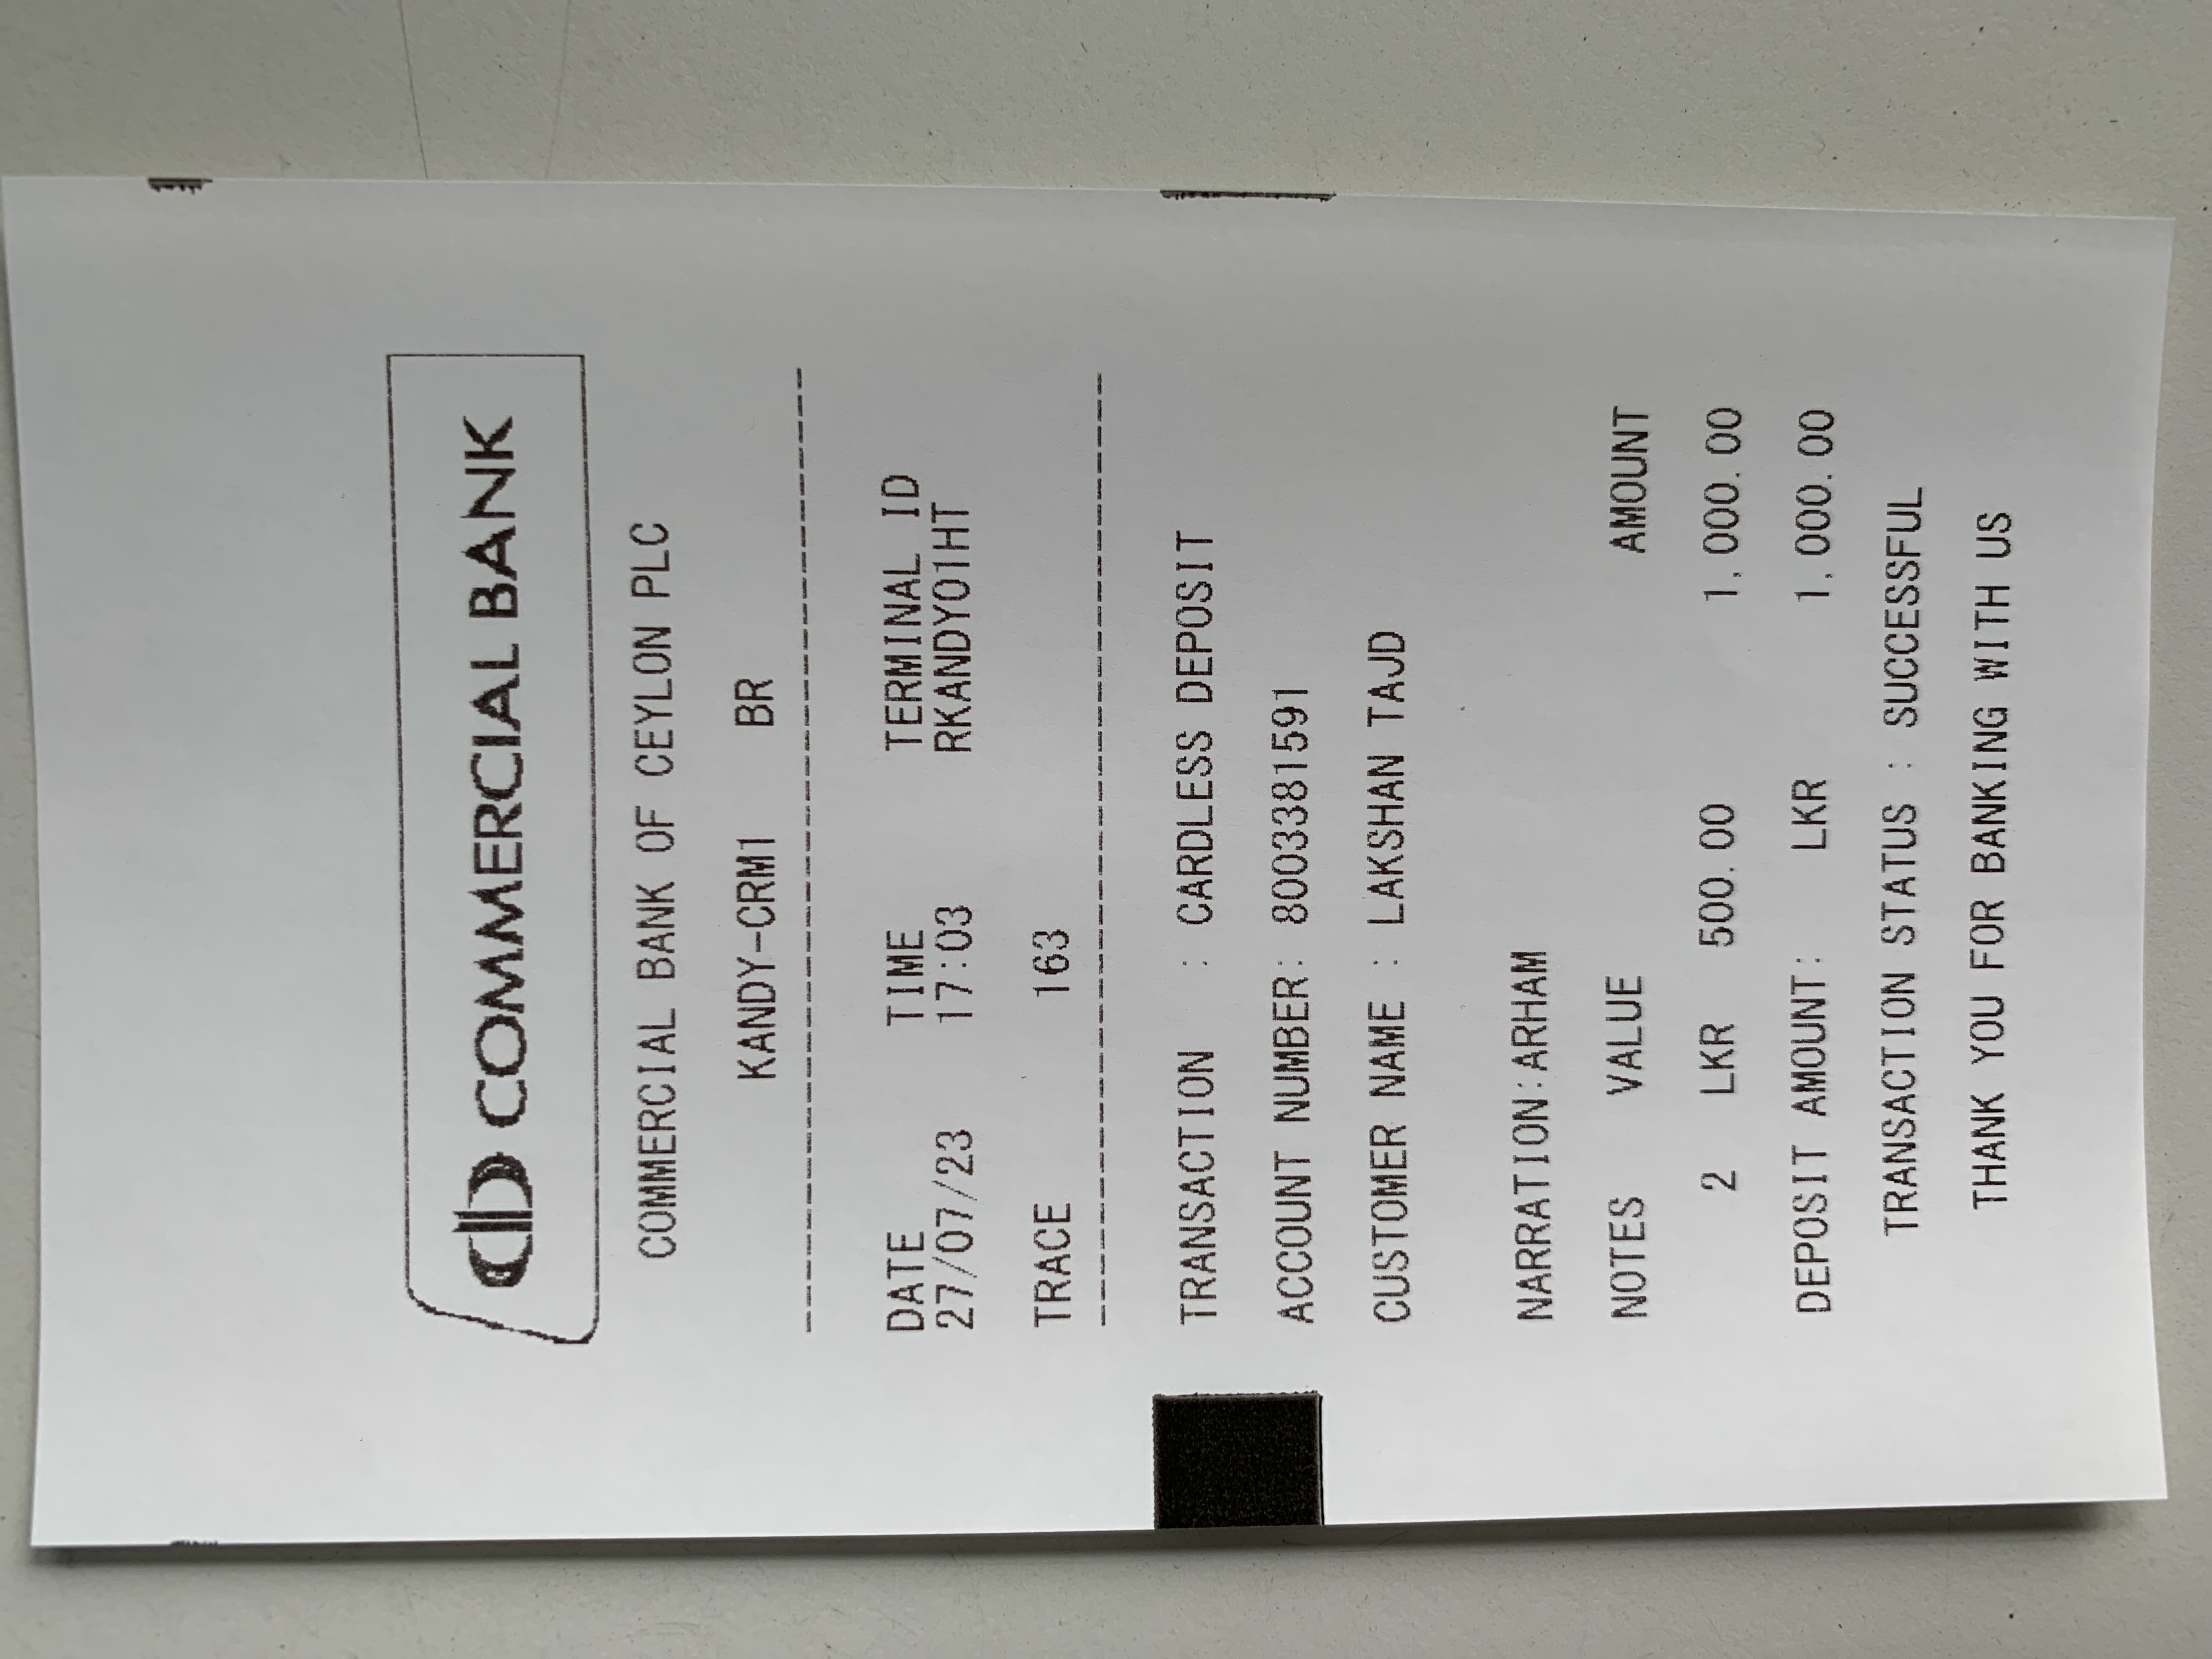 COMMERCIAL BANK
COMMERCIAL BANK OF CEYLON PLC
KANDY-CRM1 BR
DATE TIME TERMINAL ID
27/07/23 17:03 RKANDY01HT
TRACE 163
TRANSACTION : CARDLESS DEPOSIT
ACCOUNT NUMBER: 8003381591
CUSTOMER NAME : LAKSHAN TAJD
NARRATION:ARHAM
NOTES VALUE AMOUNT
2 LKR 500.00 1,000.00
DEPOSIT AMOUNT: LKR 1,000.00
TRANSACTION STATUS : SUCCESSFUL
THANK YOU FOR BANKING WITH US